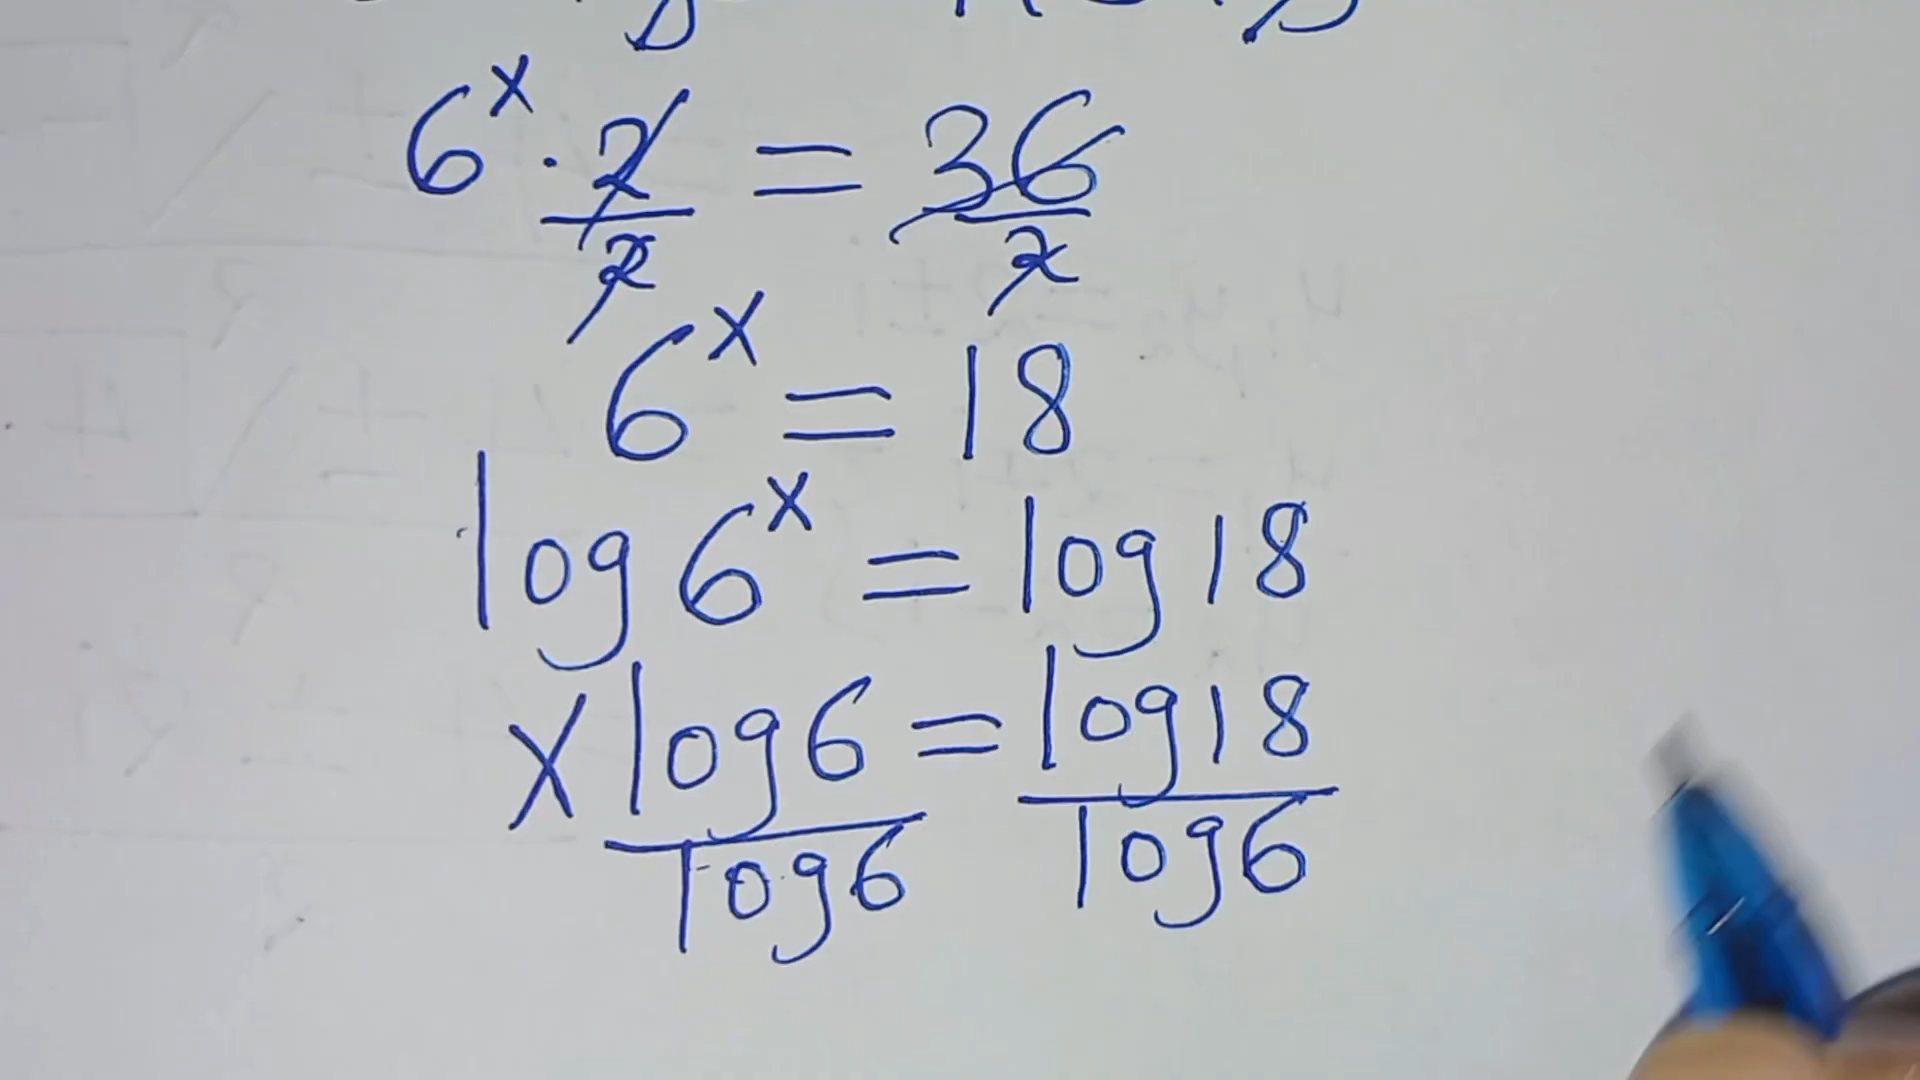 6^x · 2/2 = 36/2
6^x = 18
log 6^x = log 18
x log 6 / log 6 = log 18 / log 6